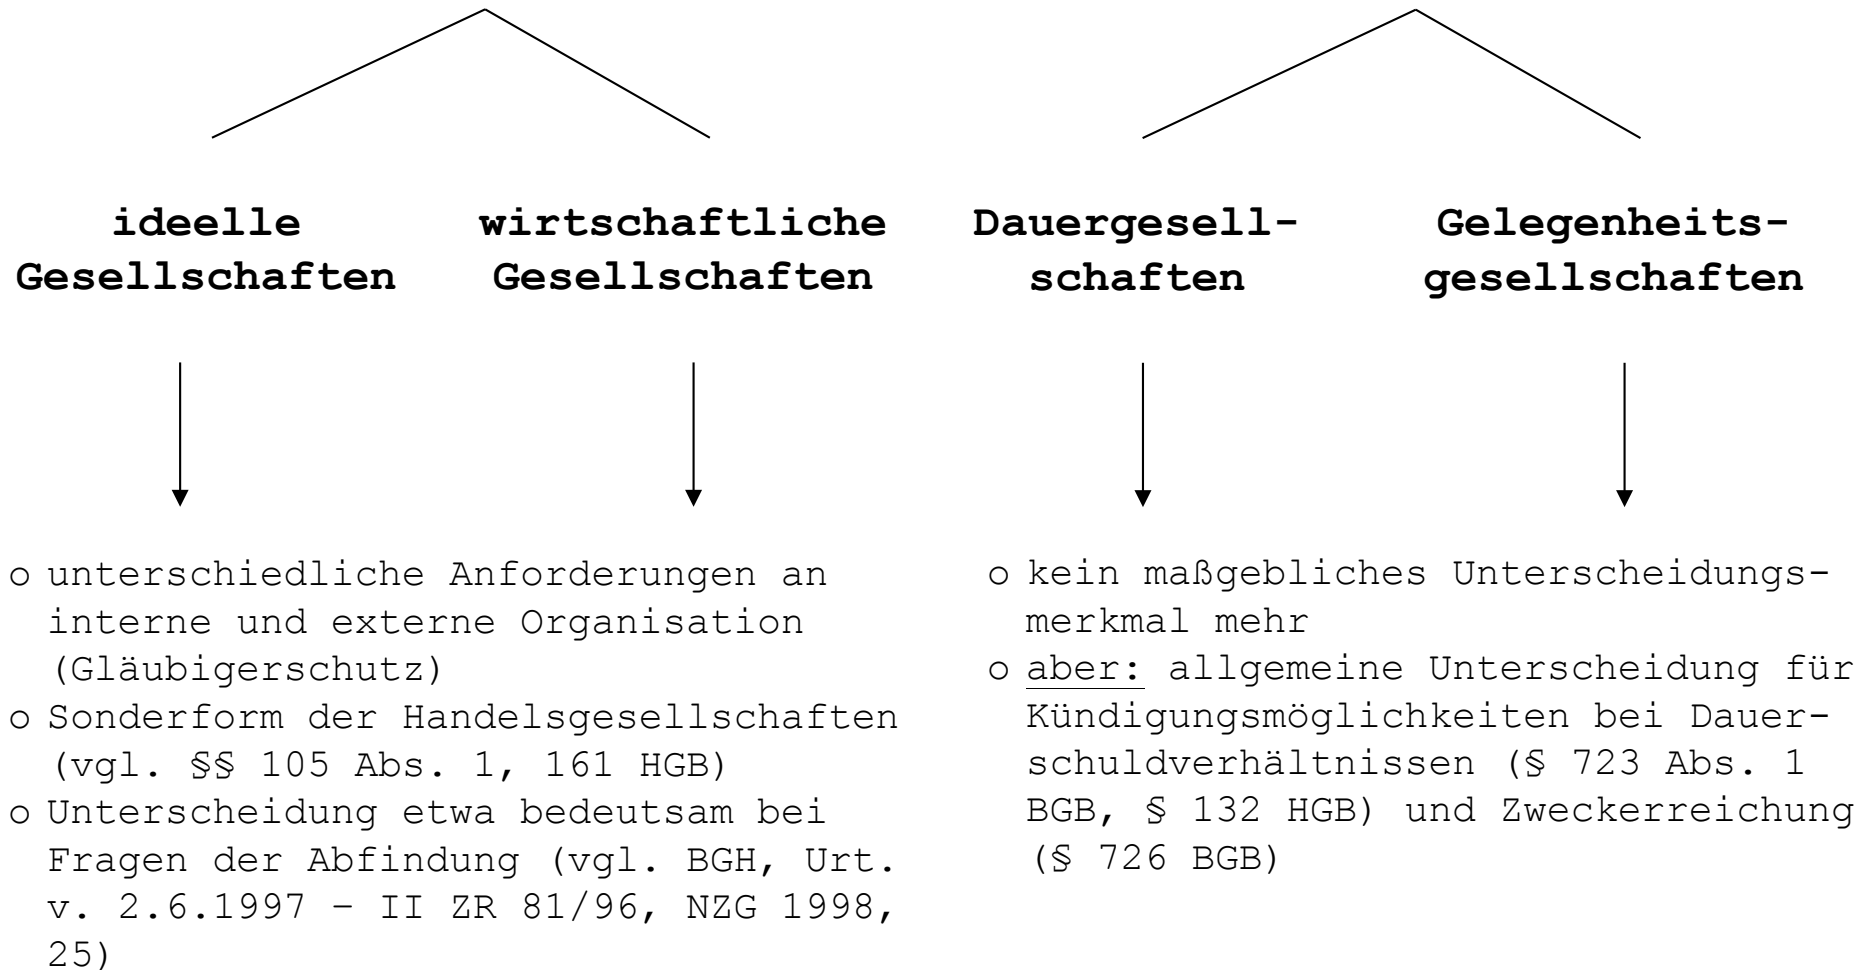 ideelle
Gesellschaften
wirtschaftliche
Gesellschaften
o unterschiedliche Anforderungen an
interne und externe Organisation
(Gläubigerschutz)
o Sonderform der Handelsgesellschaften
(vgl. §§ 105 Abs. 1, 161 HGB)
o Unterscheidung etwa bedeutsam bei
Fragen der Abfindung (vgl. BGH, Urt.
v. 2.6.1997 – II ZR 81/96, NZG 1998,
25)
Dauergesell-
schaften
Gelegenheits-
gesellschaften
o kein maßgebliches Unterscheidungs-
merkmal mehr
o aber: allgemeine Unterscheidung für
Kündigungsmöglichkeiten bei Dauer-
schuldverhältnissen (§ 723 Abs. 1
BGB, § 132 HGB) und Zweckerreichung
(§ 726 BGB)